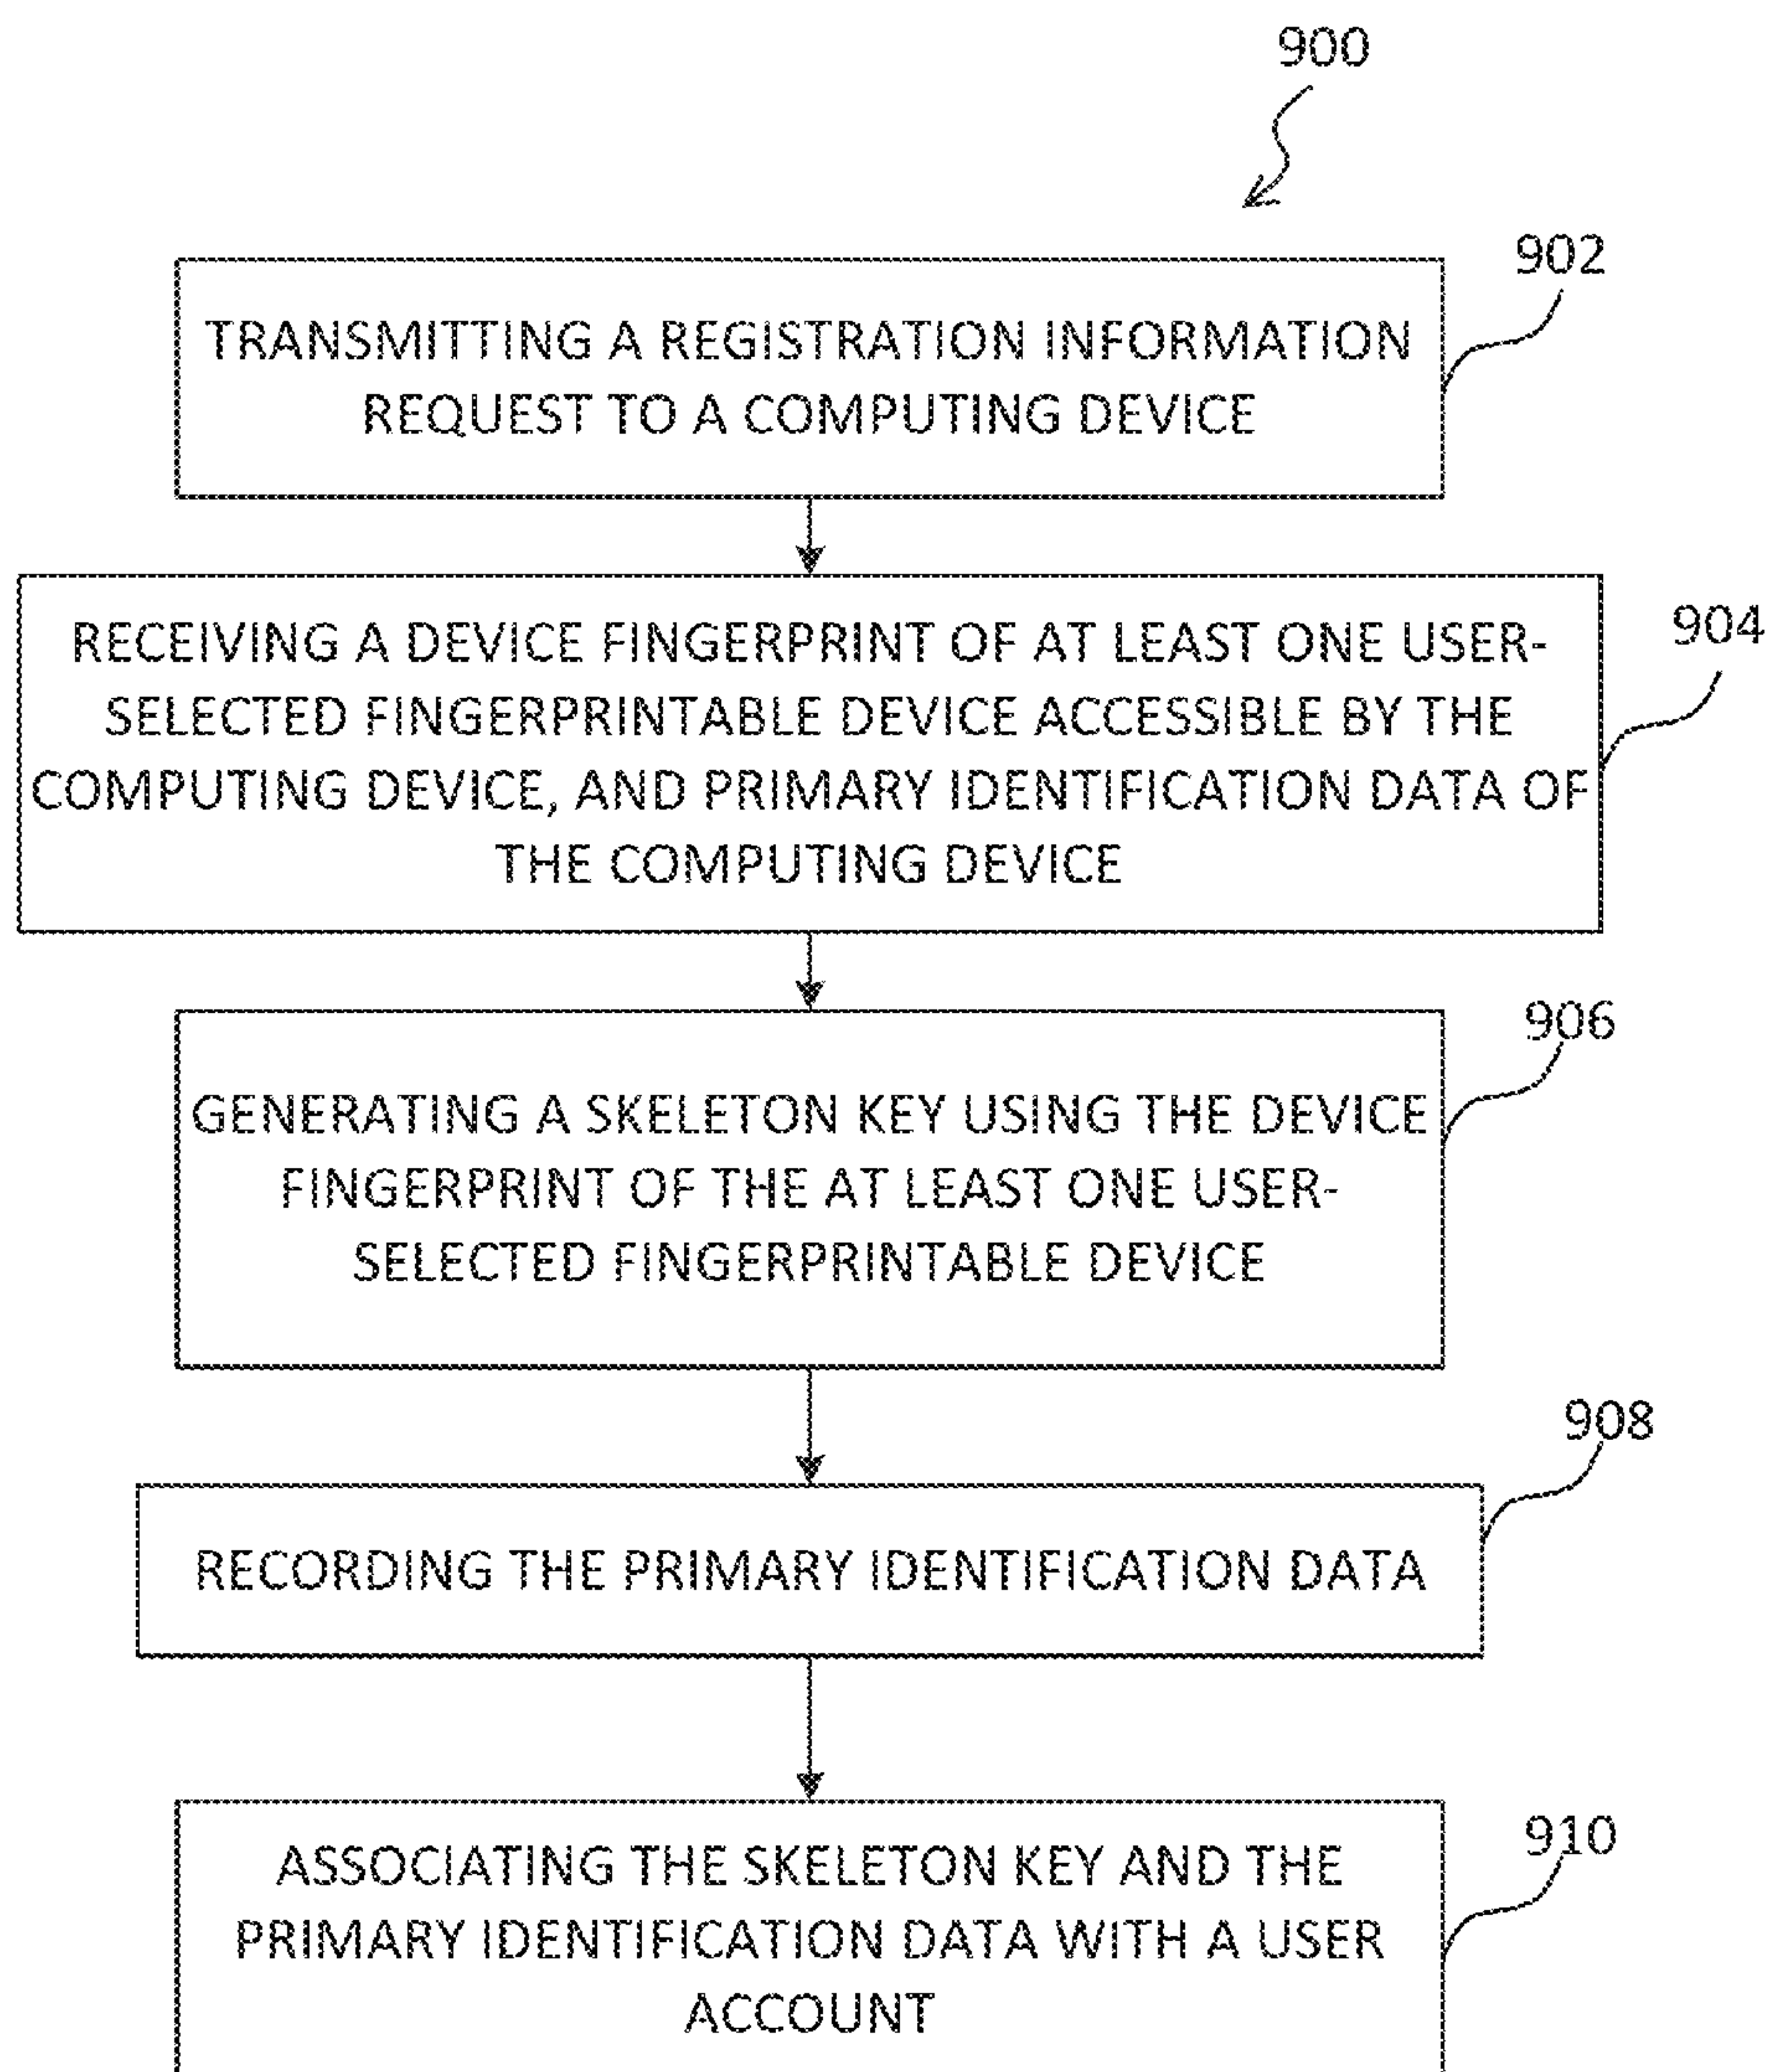 900
902
TRANSMITTING A REGISTRATION INFORMATION
REQUEST TO A COMPUTING DEVICE
904
RECEIVING A DEVICE FINGERPRINT OF AT LEAST ONE USER-
SELECTED FINGERPRINTABLE DEVICE ACCESSIBLE BY THE
COMPUTING DEVICE, AND PRIMARY IDENTIFICATION DATA OF
THE COMPUTING DEVICE
906
GENERATING A SKELETON KEY USING THE DEVICE
FINGERPRINT OF THE AT LEAST ONE USER-
SELECTED FINGERPRINTABLE DEVICE
908
RECORDING THE PRIMARY IDENTIFICATION DATA
910
ASSOCIATING THE SKELETON KEY AND THE
PRIMARY IDENTIFICATION DATA WITH A USER
ACCOUNT